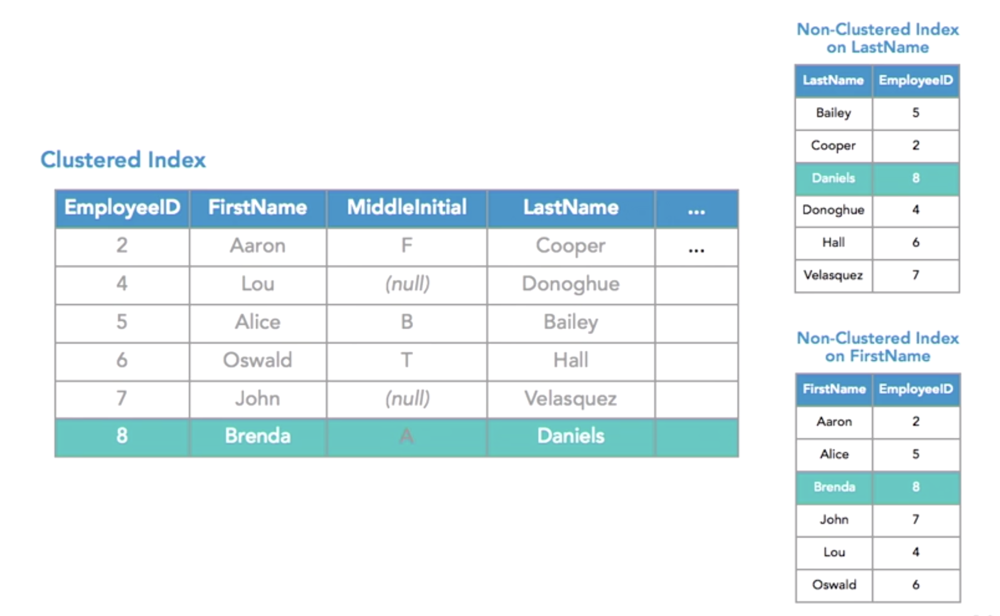 Clustered Index
EmployeeID FirstName MiddleInitial LastName ...
2 Aaron F Cooper ...
4 Lou (null) Donoghue
5 Alice B Bailey
6 Oswald T Hall
7 John (null) Velasquez
8 Brenda A Daniels
Non-Clustered Index
on LastName
LastName EmployeeID
Bailey 5
Cooper 2
Daniels 8
Donoghue 4
Hall 6
Velasquez 7
Non-Clustered Index
on FirstName
FirstName EmployeeID
Aaron 2
Alice 5
Brenda 8
John 7
Lou 4
Oswald 6